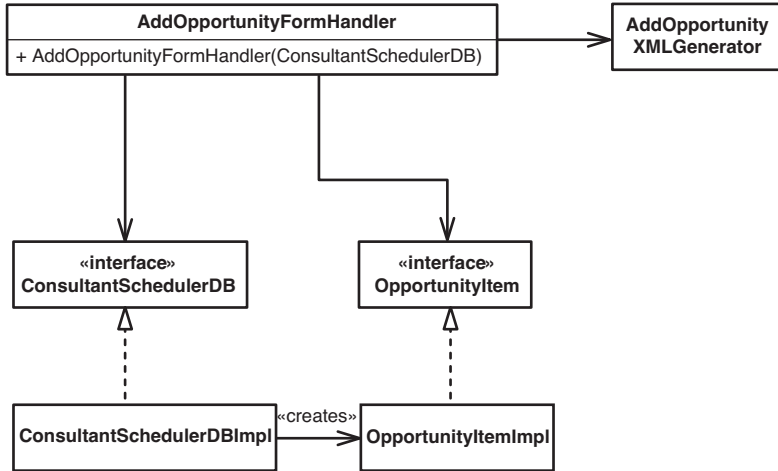 AddOpportunityFormHandler
+ AddOpportunityFormHandler(ConsultantSchedulerDB)
AddOpportunity
XMLGenerator
«interface»
ConsultantSchedulerDB
«interface»
OpportunityItem
ConsultantSchedulerDBImpl
«creates»
OpportunityItemImpl